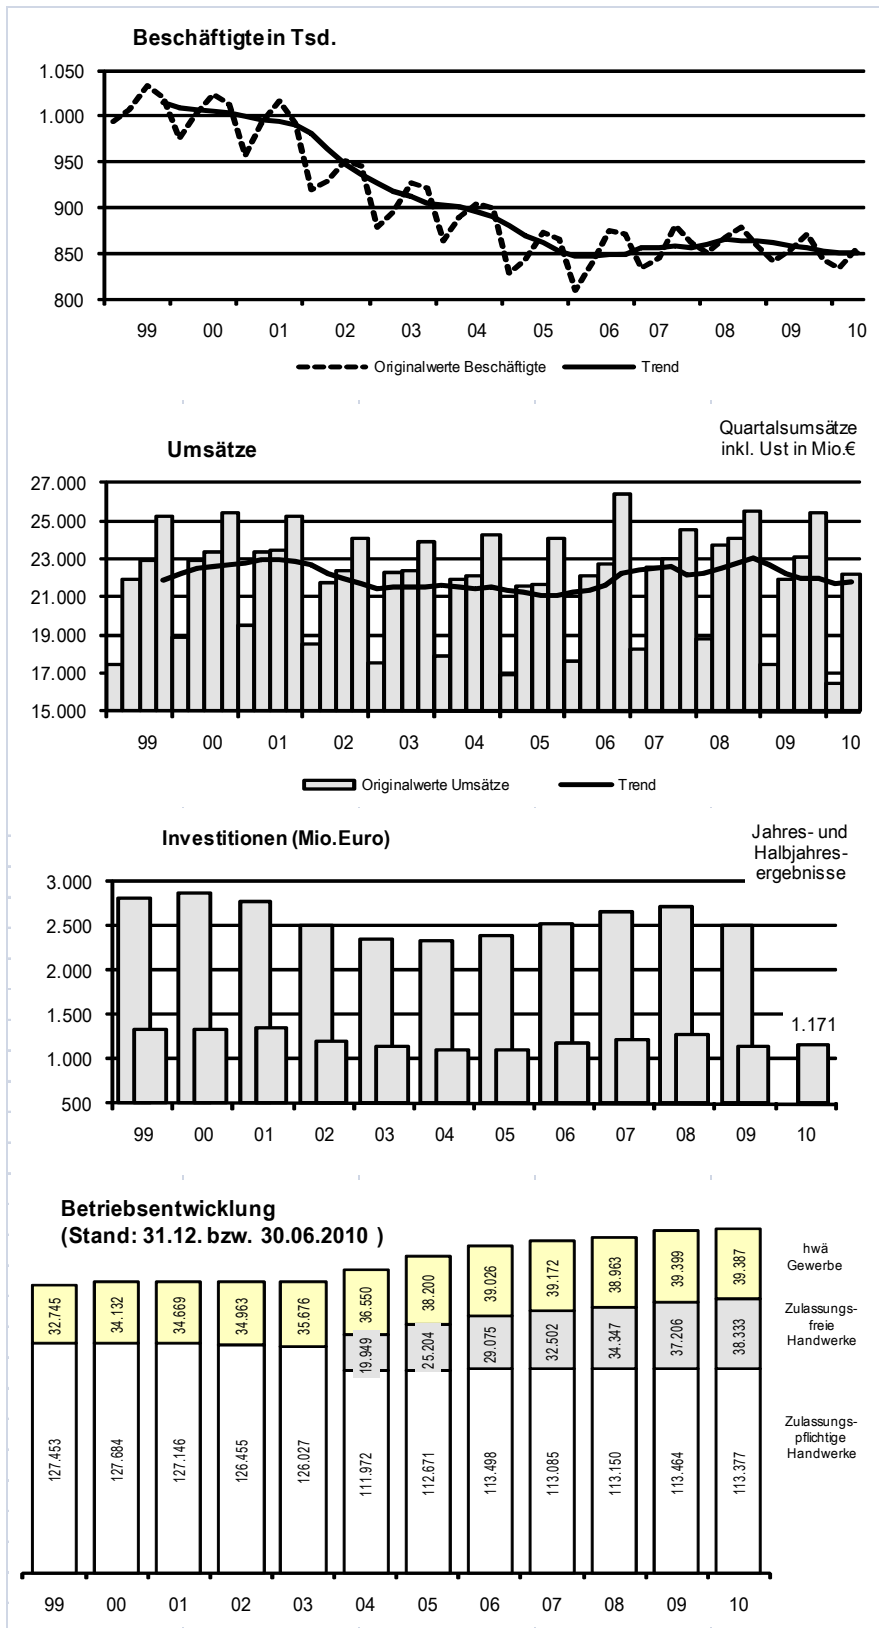 Beschäftigte in Tsd.
1.050
1.000
950
900
850
800
99 00 01 02 03 04 05 06 07 08 09 10
Originalwerte Beschäftigte Trend
Umsätze
Quartalsumsätze
inkl. Ust in Mio.€
27.000
25.000
23.000
21.000
19.000
17.000
15.000
99 00 01 02 03 04 05 06 07 08 09 10
Originalwerte Umsätze Trend
Investitionen (Mio.Euro)
Jahres- und
Halbjahres-
ergebnisse
3.000
2.500
2.000
1.500
1.000
500
1.171
99 00 01 02 03 04 05 06 07 08 09 10
Betriebsentwicklung
(Stand: 31.12. bzw. 30.06.2010 )
hwä
Gewerbe
32.745 34.132 34.669 34.963 35.676 36.550 38.200 39.026 39.172 38.963 39.399 39.387
Zulassungs-
freie
Handwerke
19.949 25.204 29.075 32.502 34.347 37.206 38.333
Zulassungs-
pflichtige
Handwerke
127.453 127.684 127.146 126.455 126.027 111.972 112.671 113.498 113.085 113.150 113.464 113.377
99 00 01 02 03 04 05 06 07 08 09 10